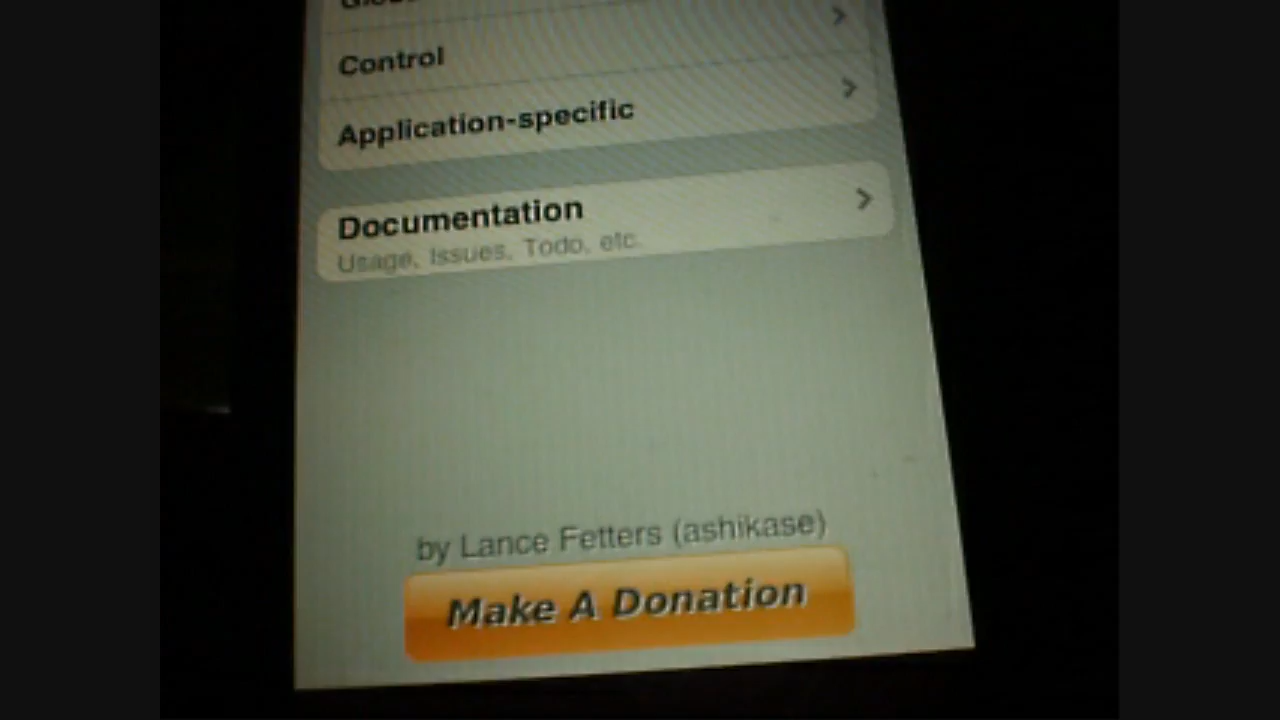 Control
Application-specific
Documentation
Usage, Issues, Todo, etc.
by Lance Fetters (ashikase)
Make A Donation